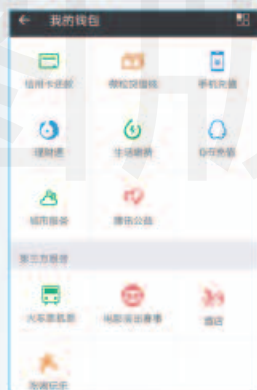 我的钱包
信用卡还款 微粒贷借钱 手机充值
理财通 生活缴费 Q币充值
城市服务 腾讯公益
第三方服务
火车票机票 电影演出赛事 酒店
吃喝玩乐